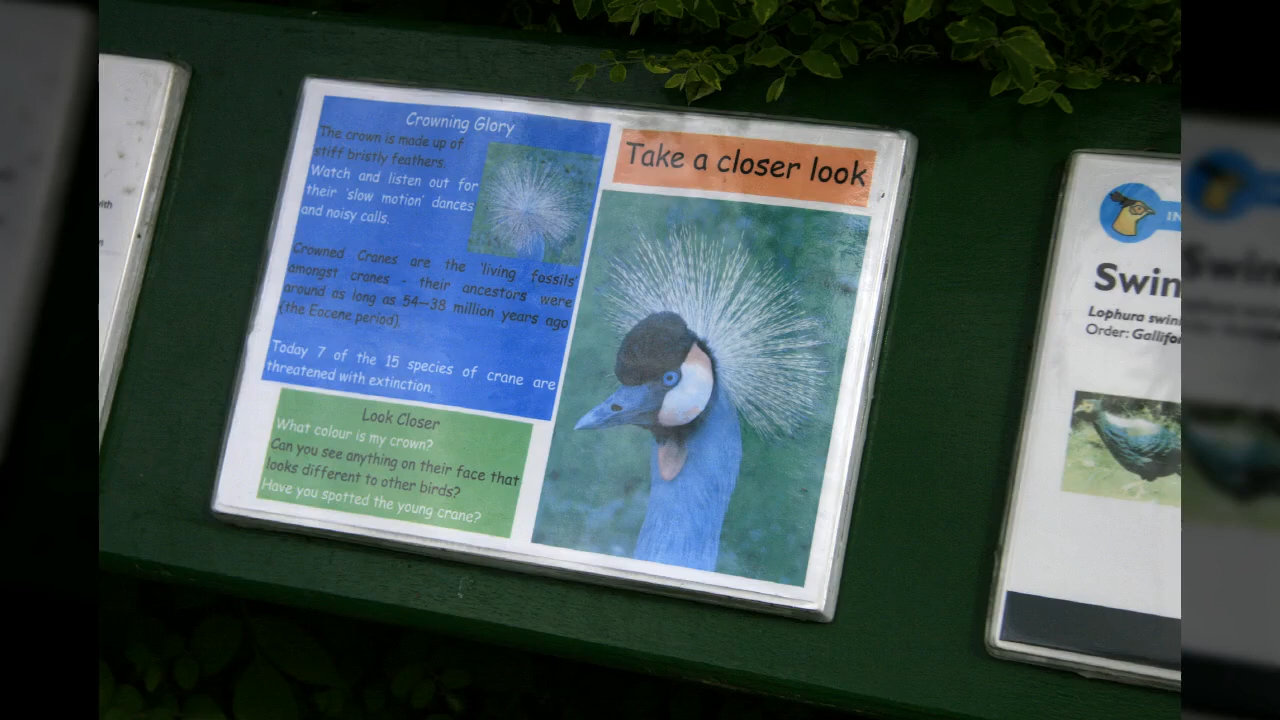 Crowning Glory
The crown is made up of
stiff bristly feathers.
Watch and listen out for
their 'slow motion' dances
and noisy calls.
Crowned Cranes are the 'living fossils'
amongst cranes - their ancestors were
around as long as 54—38 million years ago
(the Eocene period).
Today 7 of the 15 species of crane are
threatened with extinction.
Look Closer
What colour is my crown?
Can you see anything on their face that
looks different to other birds?
Have you spotted the young crane?
Take a closer look
with
IN
Swin
Lophura swin
Order: Gallifor